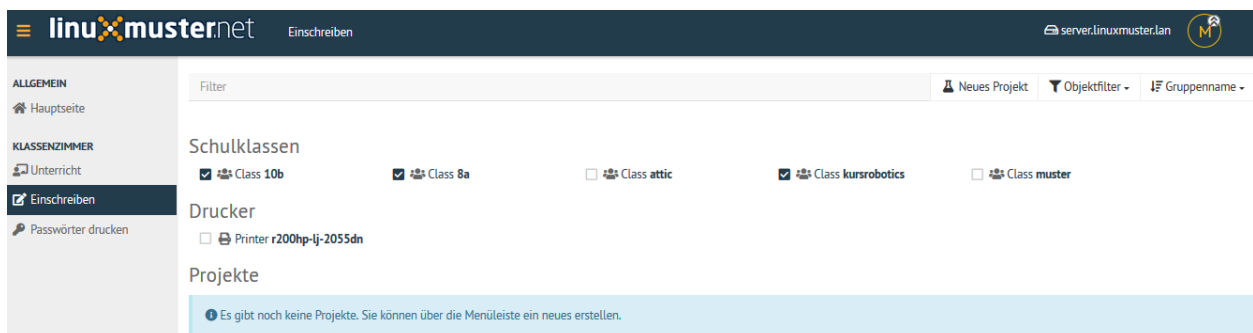 linuxmuster.net Einschreiben server.linuxmuster.lan M
ALLGEMEIN
Hauptseite
KLASSENZIMMER
Unterricht
Einschreiben
Passwörter drucken
Filter Neues Projekt Objektfilter Gruppenname
Schulklassen
Class 10b Class 8a Class attic Class kursrobotics Class muster
Drucker
Printer r200hp-lj-2055dn
Projekte
Es gibt noch keine Projekte. Sie können über die Menüleiste ein neues erstellen.